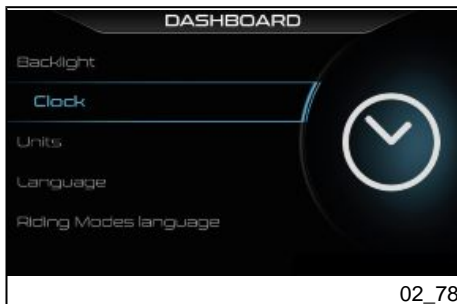 DASHBOARD
Backlight
Clock
Units
Language
Riding Modes language
02_78